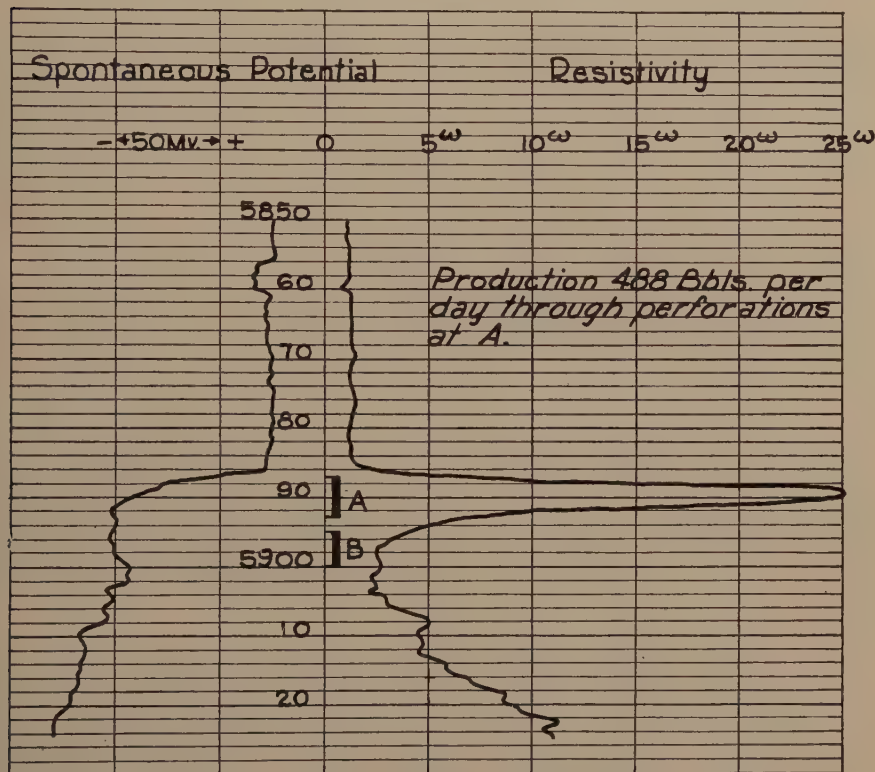 Spontaneous Potential Resistivity
- ←50Mv.→ + 0 5ω 10ω 15ω 20ω 25ω
5850
60
Production 488 Bbls. per
day through perforations
at A.
70
80
90 A
B
5900
10
20